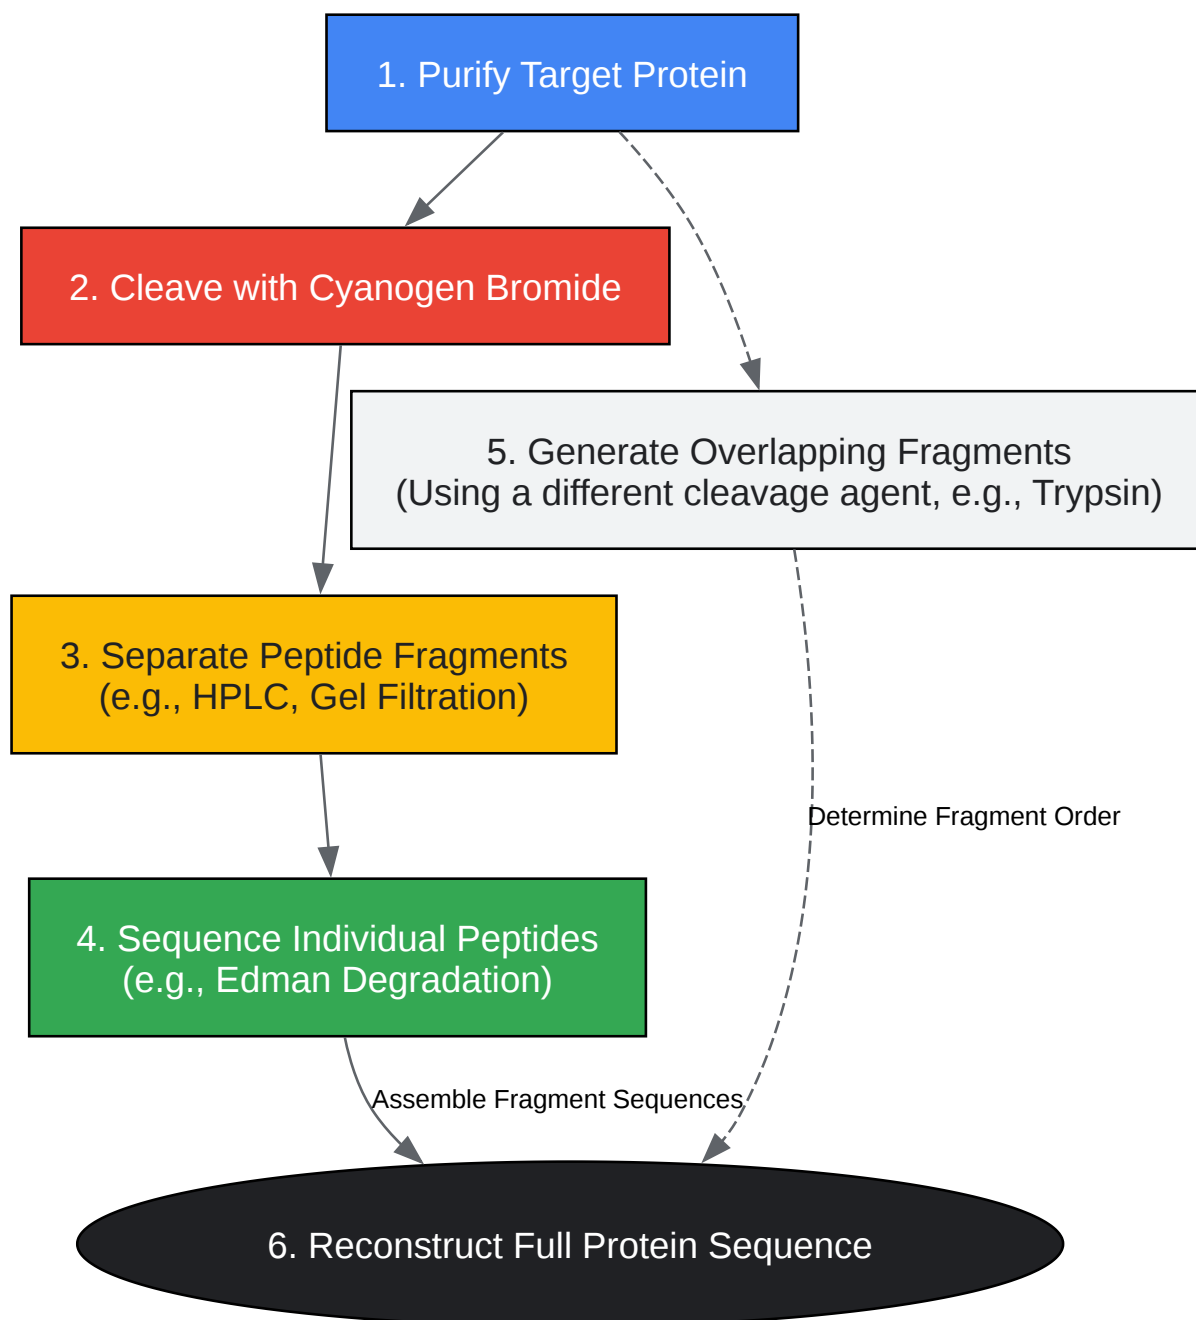 1. Purify Target Protein
2. Cleave with Cyanogen Bromide
5. Generate Overlapping Fragments
(Using a different cleavage agent, e.g., Trypsin)
3. Separate Peptide Fragments
(e.g., HPLC, Gel Filtration)
Determine Fragment Order
4. Sequence Individual Peptides
(e.g., Edman Degradation)
Assemble Fragment Sequences
6. Reconstruct Full Protein Sequence